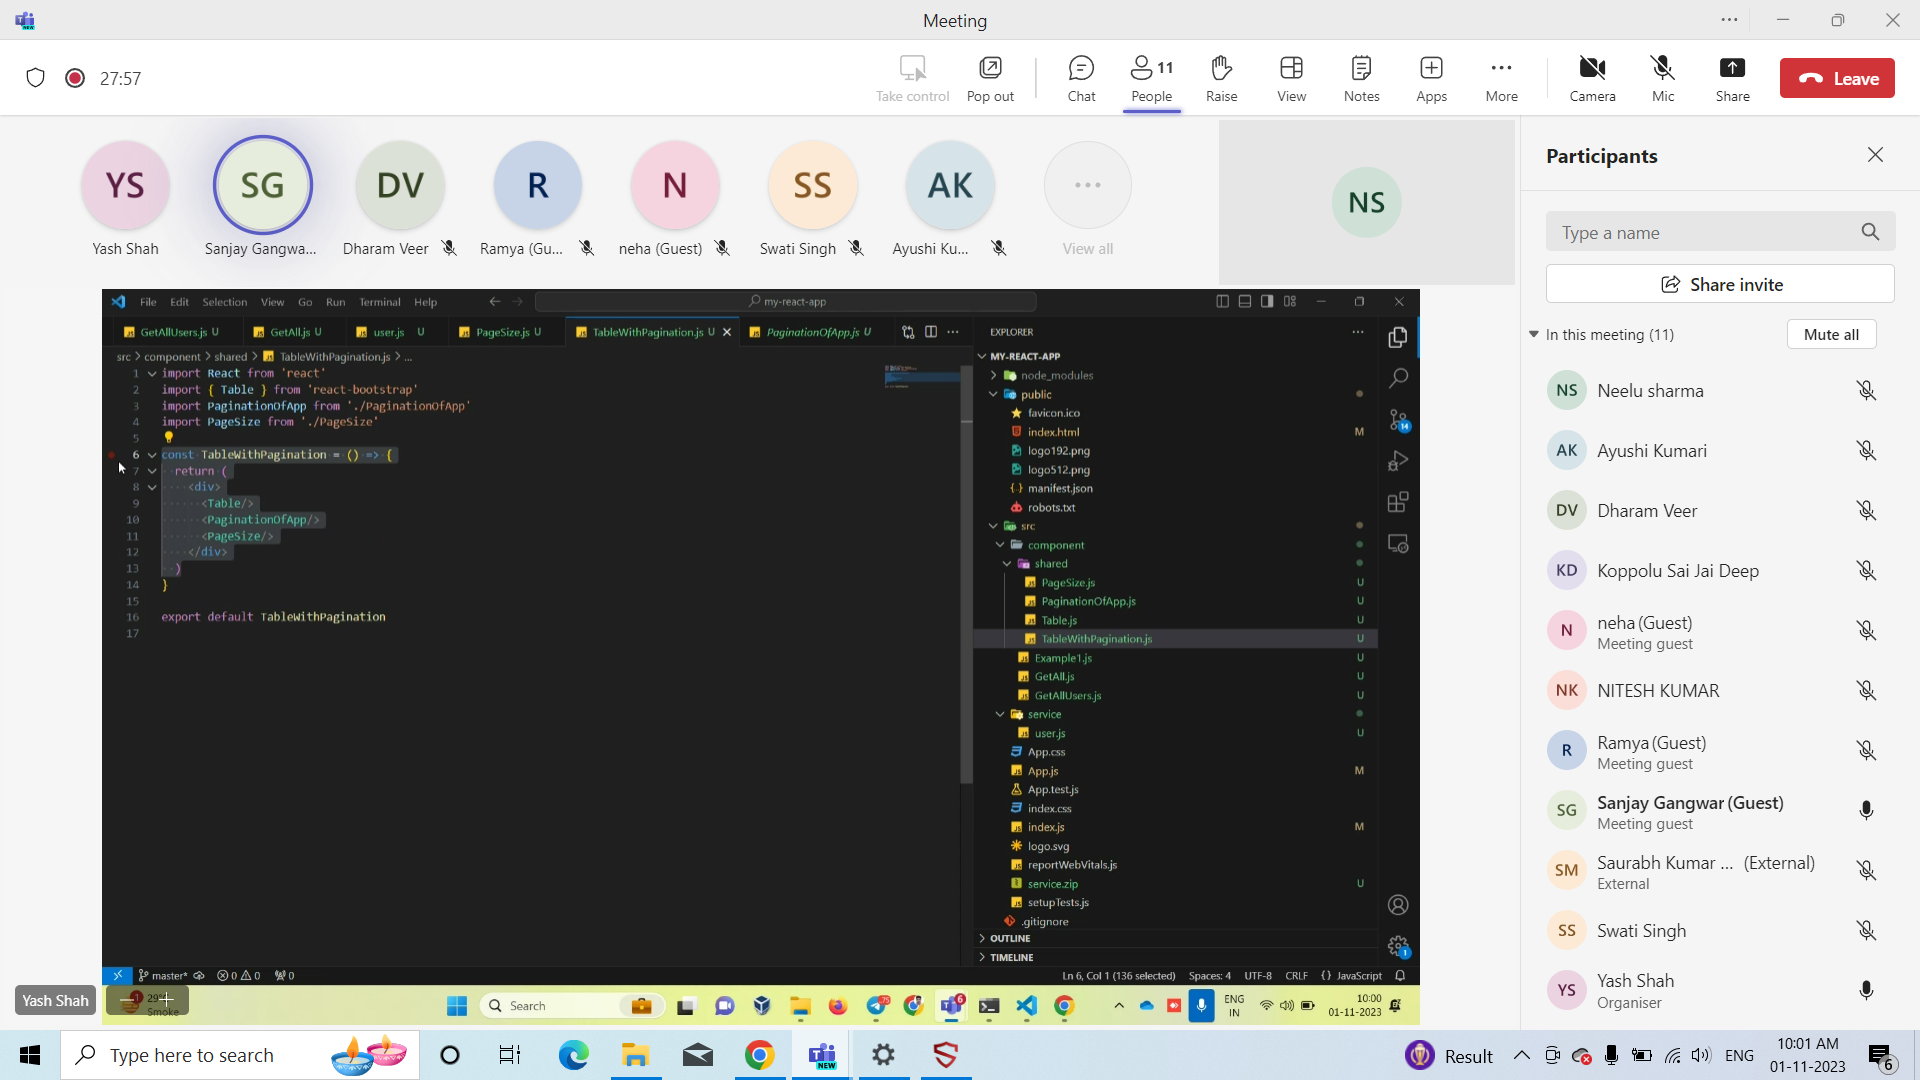 Meeting
27:57
Take control
Pop out
Chat
11
People
Raise
View
Notes
Apps
More
Camera
Mic
Share
Leave
YS
SG
DV
R
N
SS
AK
Yash Shah
Sanjay Gangwa...
Dharam Veer
Ramya (Gu...
neha (Guest)
Swati Singh
Ayushi Ku...
View all
NS
File Edit Selection View Go Run Terminal Help
my-react-app
GetAllUsers.js U
GetAll.js U
user.js U
PageSize.js U
TableWithPagination.js U
PaginationOfApp.js U
src > component > shared > TableWithPagination.js > ...
1 import React from 'react'
2 import { Table } from 'react-bootstrap'
3 import PaginationOfApp from './PaginationOfApp'
4 import PageSize from './PageSize'
5
6 const TableWithPagination = () => {
7 return (
8 <div>
9 <Table/>
10 <PaginationOfApp/>
11 <PageSize/>
12 </div>
13 )
14 }
15
16 export default TableWithPagination
17
EXPLORER
MY-REACT-APP
node_modules
public
favicon.ico
index.html M
logo192.png
logo512.png
manifest.json
robots.txt
src
component
shared
PageSize.js U
PaginationOfApp.js U
Table.js U
TableWithPagination.js U
Example1.js U
GetAll.js U
GetAllUsers.js U
service
user.js U
App.css
App.js M
App.test.js
index.css
index.js M
logo.svg
reportWebVitals.js
service.zip U
setupTests.js
.gitignore
OUTLINE
TIMELINE
14
1
master* 0 0 0
Ln 6, Col 1 (136 selected) Spaces: 4 UTF-8 CRLF {} JavaScript
Yash Shah
Smoke
Search
ENG
IN
10:00
01-11-2023
Participants
Type a name
Share invite
In this meeting (11)
Mute all
NS Neelu sharma
AK Ayushi Kumari
DV Dharam Veer
KD Koppolu Sai Jai Deep
N neha (Guest)
Meeting guest
NK NITESH KUMAR
R Ramya (Guest)
Meeting guest
SG Sanjay Gangwar (Guest)
Meeting guest
SM Saurabh Kumar ... (External)
External
SS Swati Singh
YS Yash Shah
Organiser
Type here to search
NEW
Result
ENG
10:01 AM
01-11-2023
6